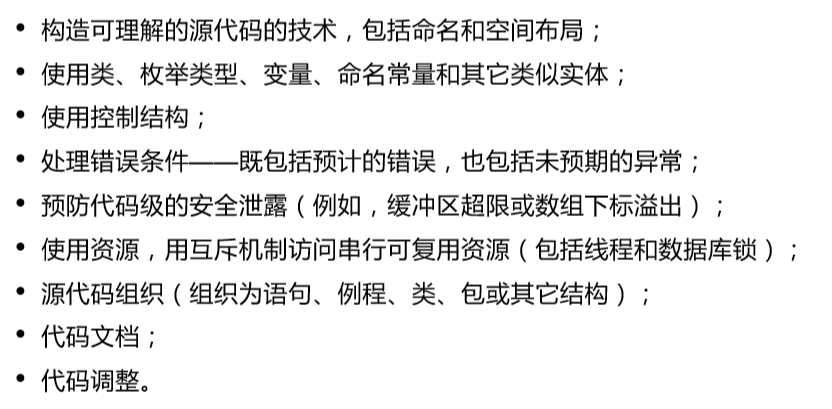 • 构造可理解的源代码的技术，包括命名和空间布局；
• 使用类、枚举类型、变量、命名常量和其它类似实体；
• 使用控制结构；
• 处理错误条件——既包括预计的错误，也包括未预期的异常；
• 预防代码级的安全泄露（例如，缓冲区超限或数组下标溢出）；
• 使用资源，用互斥机制访问串行可复用资源（包括线程和数据库锁）；
• 源代码组织（组织为语句、例程、类、包或其它结构）；
• 代码文档；
• 代码调整。